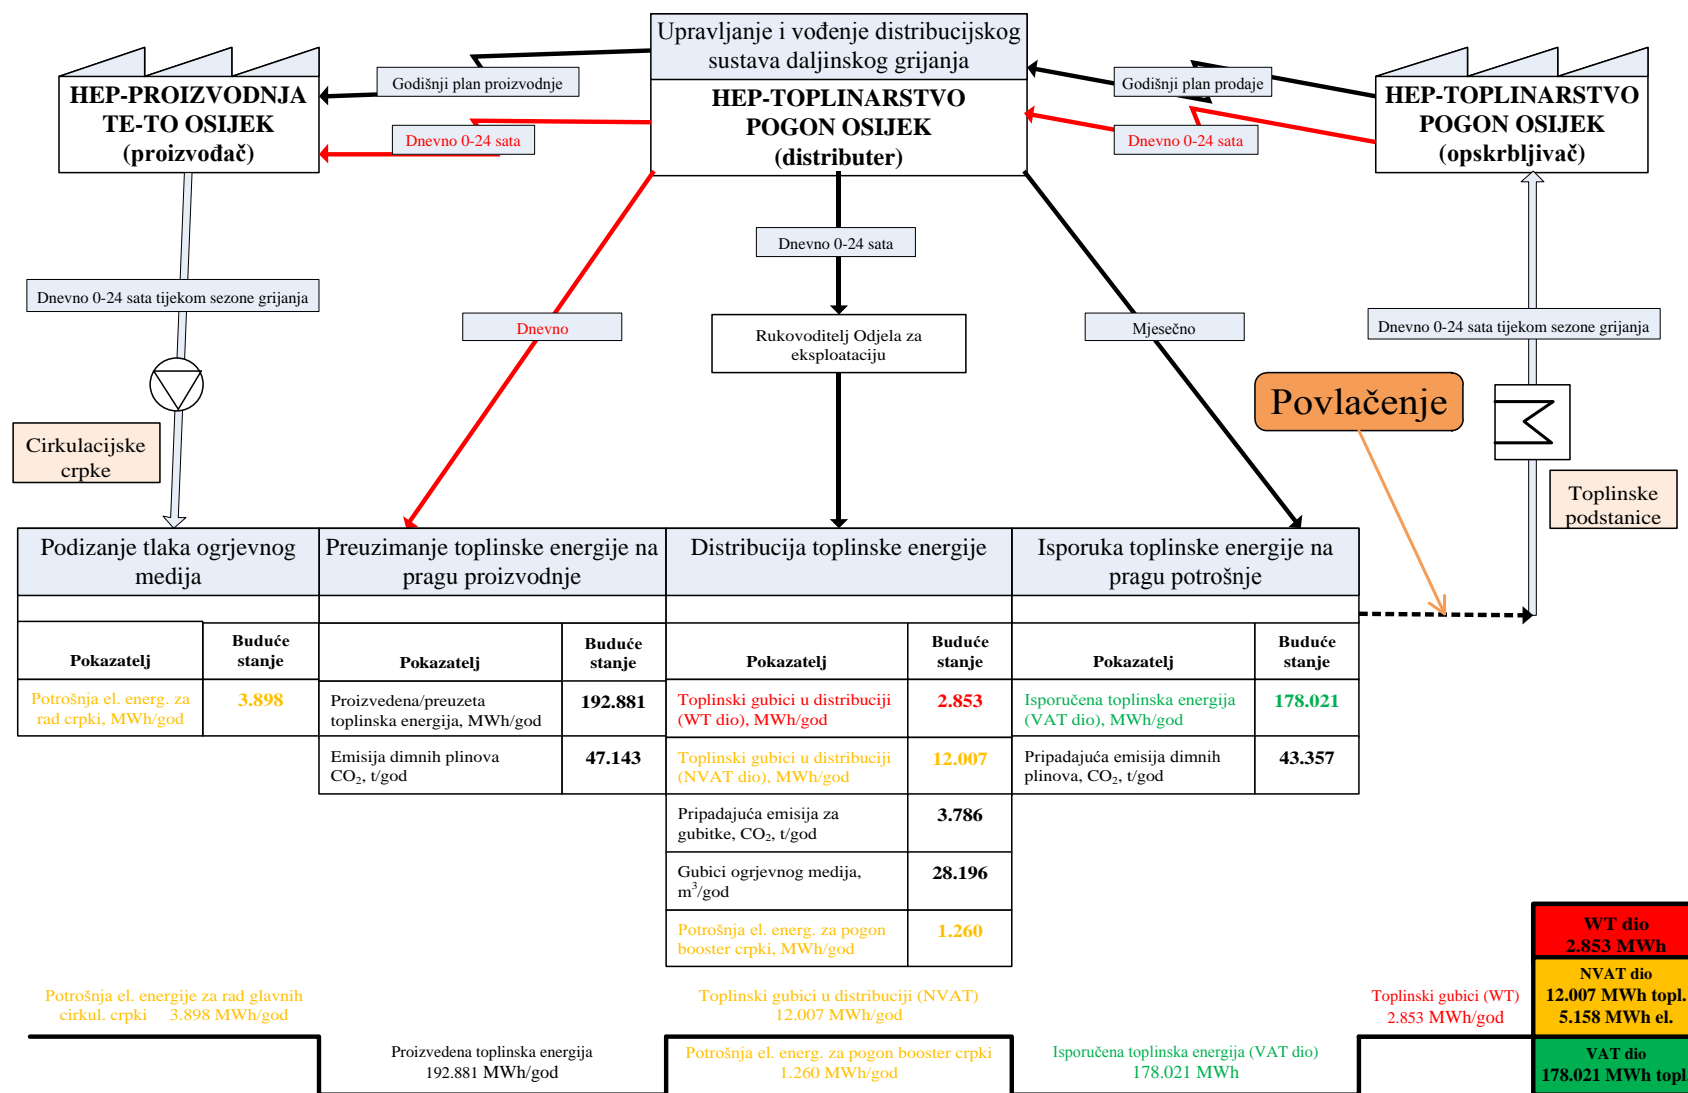 Upravljanje i vođenje distribucijskog
sustava daljinskog grijanja
HEP-TOPLINARSTVO
POGON OSIJEK
(distributer)
HEP-PROIZVODNJA
TE-TO OSIJEK
(proizvođač)
Godišnji plan proizvodnje
Dnevno 0-24 sata
Godišnji plan prodaje
Dnevno 0-24 sata
HEP-TOPLINARSTVO
POGON OSIJEK
(opskrbljivač)
Dnevno 0-24 sata
Dnevno 0-24 sata tijekom sezone grijanja
Dnevno
Rukovoditelj Odjela za
eksploataciju
Mjesečno
Dnevno 0-24 sata tijekom sezone grijanja
Povlačenje
Cirkulacijske
crpke
Toplinske
podstanice
Podizanje tlaka ogrjevnog
medija
Pokazatelj
Buduće
stanje
Potrošnja el. energ. za
rad crpki, MWh/god
3.898
Preuzimanje toplinske energije na
pragu proizvodnje
Pokazatelj
Buduće
stanje
Proizvedena/preuzeta
toplinska energija, MWh/god
192.881
Emisija dimnih plinova
CO₂, t/god
47.143
Distribucija toplinske energije
Pokazatelj
Buduće
stanje
Toplinski gubici u distribuciji
(WT dio), MWh/god
2.853
Toplinski gubici u distribuciji
(NVAT dio), MWh/god
12.007
Pripadajuća emisija za
gubitke, CO₂, t/god
3.786
Gubici ogrjevnog medija,
m³/god
28.196
Potrošnja el. energ. za pogon
booster crpki, MWh/god
1.260
Isporuka toplinske energije na
pragu potrošnje
Pokazatelj
Buduće
stanje
Isporučena toplinska energija
(VAT dio), MWh/god
178.021
Pripadajuća emisija dimnih
plinova, CO₂, t/god
43.357
Potrošnja el. energije za rad glavnih
cirkul. crpki 3.898 MWh/god
Proizvedena toplinska energija
192.881 MWh/god
Toplinski gubici u distribuciji (NVAT)
12.007 MWh/god
Potrošnja el. energ. za pogon booster crpki
1.260 MWh/god
Isporučena toplinska energija (VAT dio)
178.021 MWh
Toplinski gubici (WT)
2.853 MWh/god
WT dio
2.853 MWh
NVAT dio
12.007 MWh topl.
5.158 MWh el.
VAT dio
178.021 MWh topl.